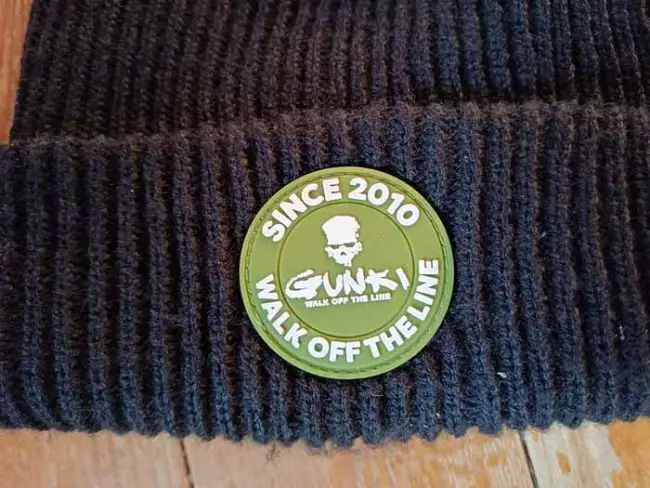 SINCE 2010
GUNKI
WALK OFF THE LINE
WALK OFF THE LINE